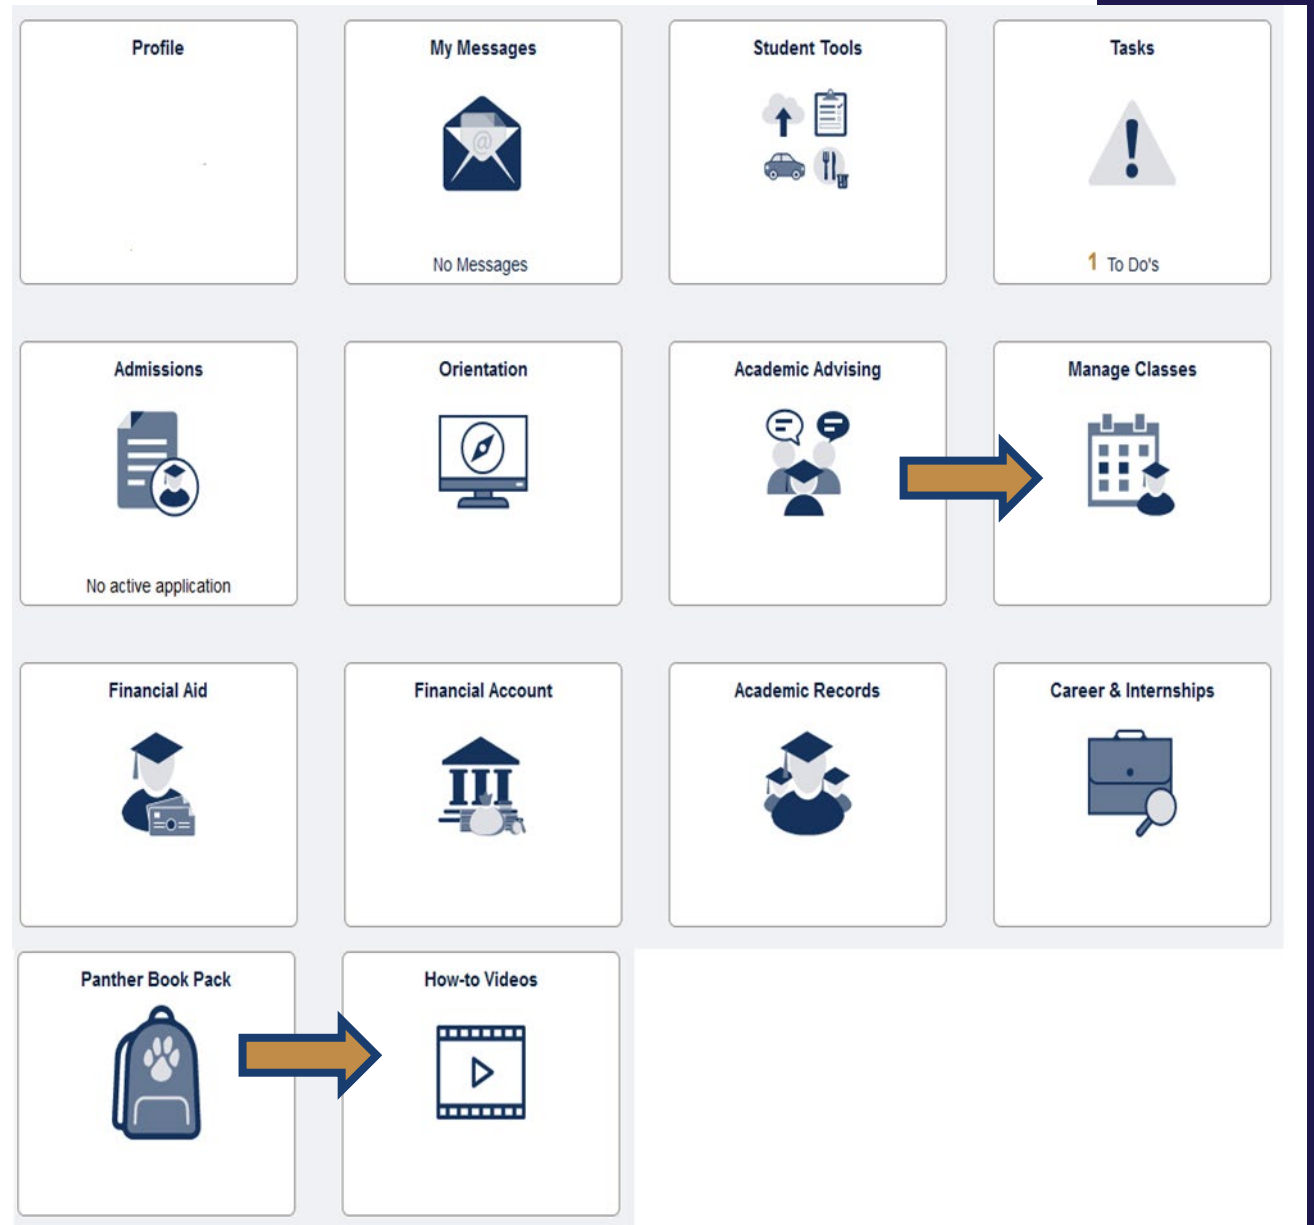 Profile
My Messages
Student Tools
Tasks
@
No Messages
1 To Do's
Admissions
Orientation
Academic Advising
Manage Classes
No active application
Financial Aid
Financial Account
Academic Records
Career & Internships
Panther Book Pack
How-to Videos